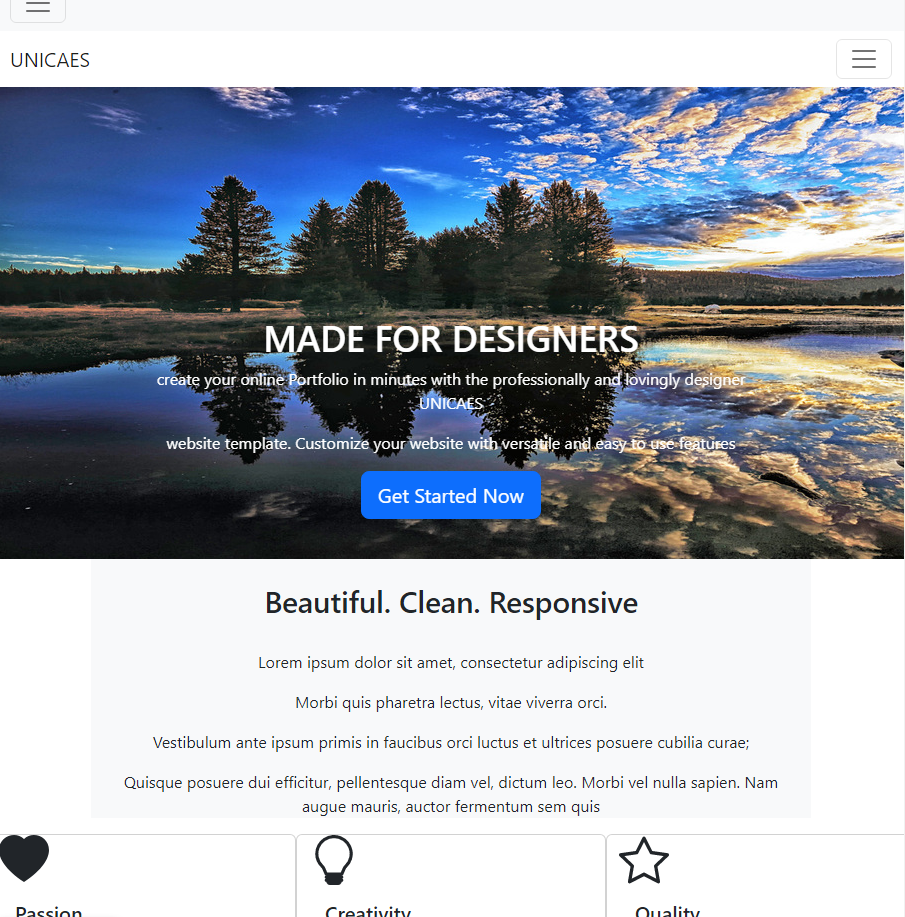 UNICAES
MADE FOR DESIGNERS
create your online Portfolio in minutes with the professionally and lovingly designer
UNICAES
website template. Customize your website with versatile and easy to use features
Get Started Now
Beautiful. Clean. Responsive
Lorem ipsum dolor sit amet, consectetur adipiscing elit
Morbi quis pharetra lectus, vitae viverra orci.
Vestibulum ante ipsum primis in faucibus orci luctus et ultrices posuere cubilia curae;
Quisque posuere dui efficitur, pellentesque diam vel, dictum leo. Morbi vel nulla sapien. Nam
augue mauris, auctor fermentum sem quis
Passion
Creativity
Quality